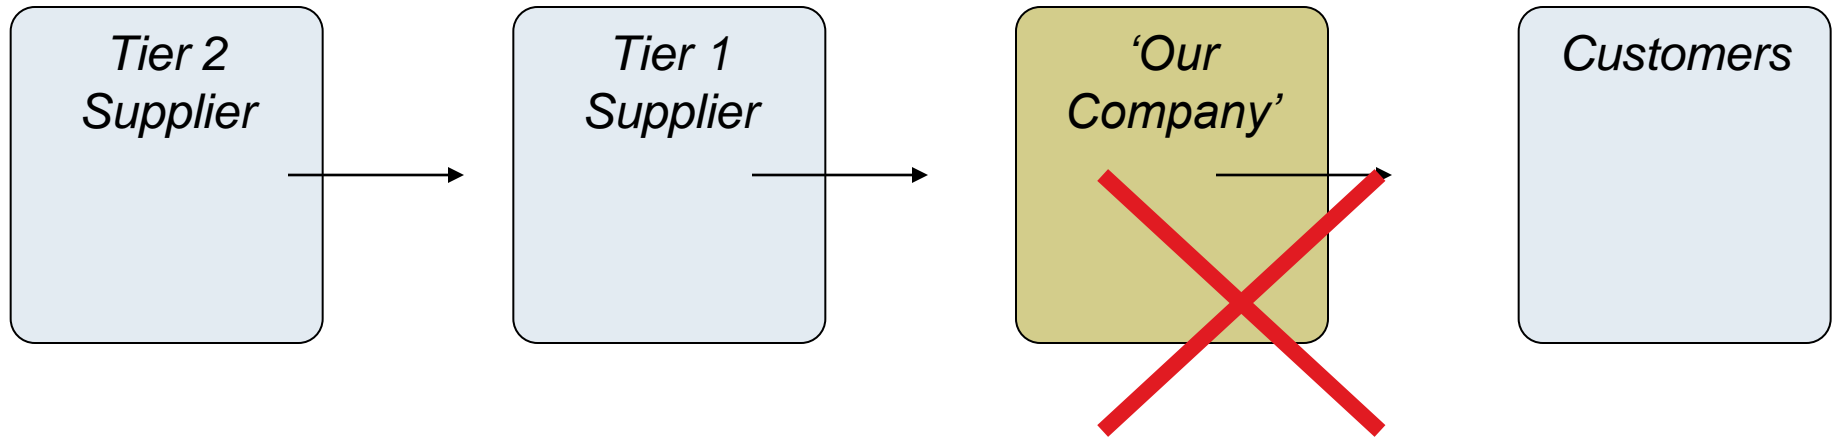 Tier 2
Supplier
Tier 1
Supplier
‘Our
Company’
Customers